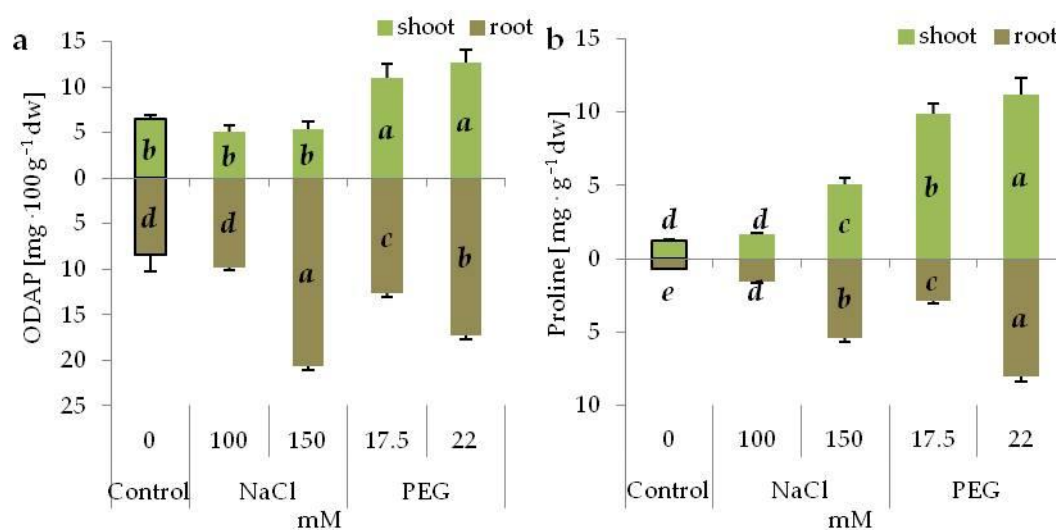 a
shoot root
ODAP [mg ·100g⁻¹ dw]
15
10
5
0
5
10
15
20
25
b b b a a
d d a c b
0 100 150 17.5 22
Control NaCl PEG
mM
b
shoot root
Proline [mg · g⁻¹ dw]
15
10
5
0
5
10
d d c b a
e d b c a
0 100 150 17.5 22
Control NaCl PEG
mM